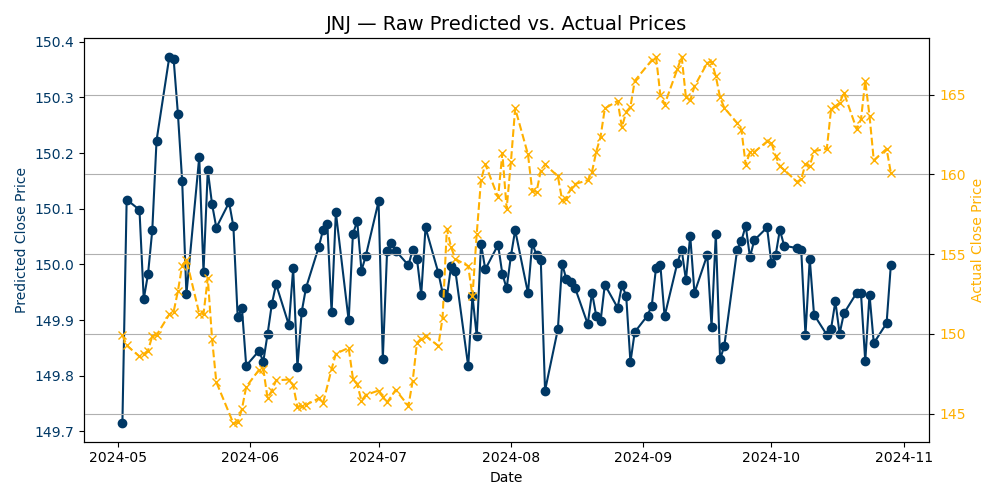 JNJ — Raw Predicted vs. Actual Prices
150.4
150.3
150.2
150.1
150.0
149.9
149.8
149.7
Predicted Close Price
165
160
155
150
145
Actual Close Price
2024-05 2024-06 2024-07 2024-08 2024-09 2024-10 2024-11
Date